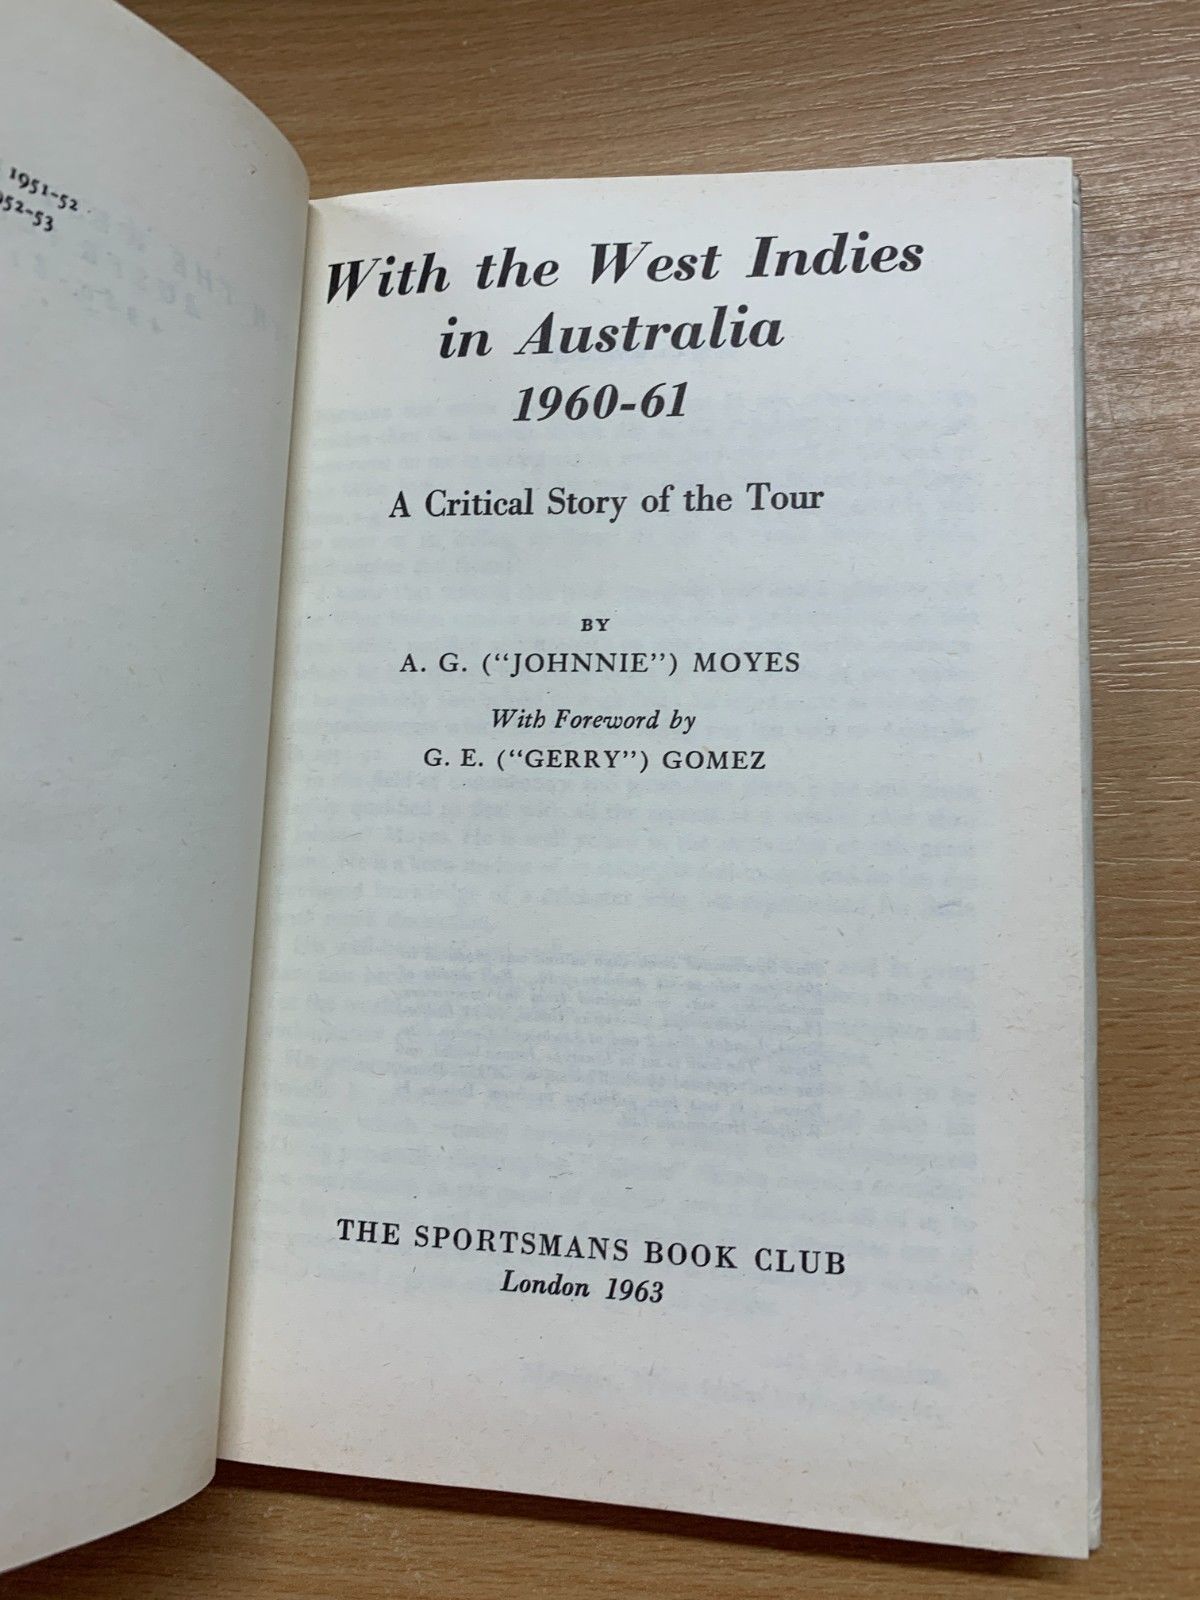 1951-52
52-53
With the West Indies
in Australia
1960-61
A Critical Story of the Tour
BY
A. G. (“JOHNNIE”) MOYES
With Foreword by
G. E. (“GERRY”) GOMEZ
THE SPORTSMANS BOOK CLUB
London 1963